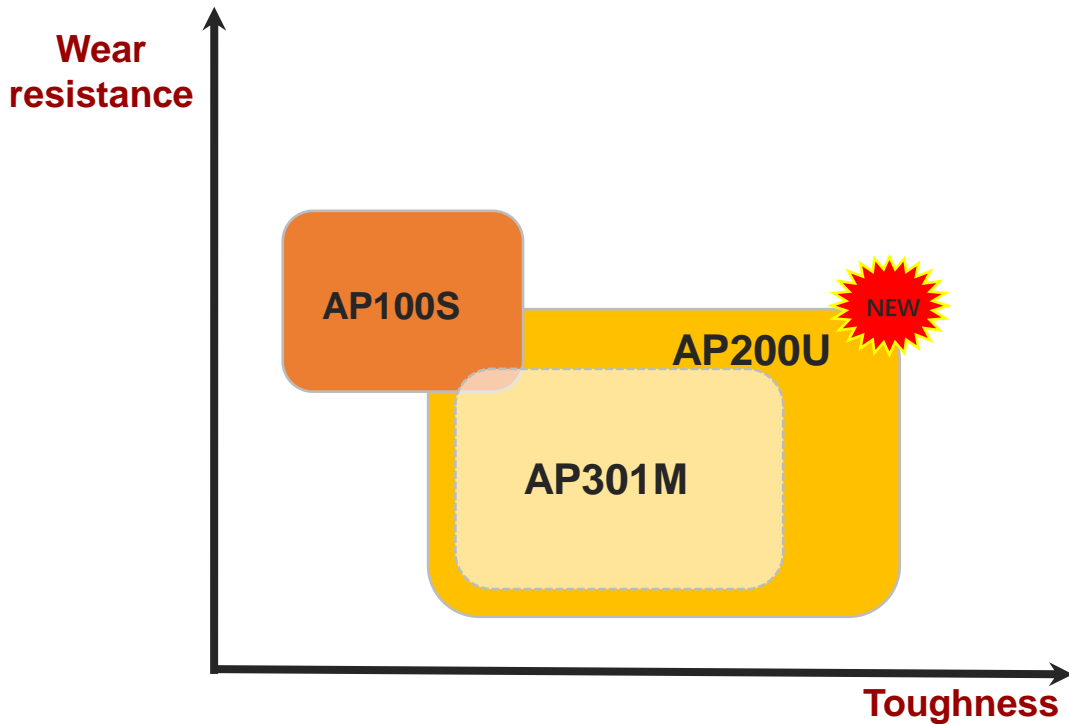 Wear
resistance
AP100S
NEW
AP200U
AP301M
Toughness